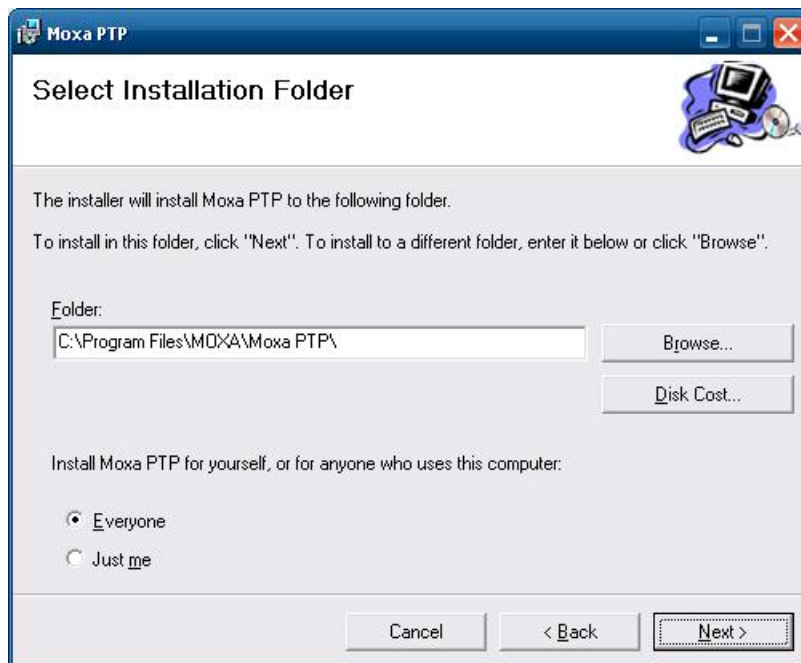 Moxa PTP
Select Installation Folder
The installer will install Moxa PTP to the following folder.
To install in this folder, click "Next". To install to a different folder, enter it below or click "Browse".
Folder:
C:\Program Files\MOXA\Moxa PTP\
Browse...
Disk Cost...
Install Moxa PTP for yourself, or for anyone who uses this computer:
Everyone
Just me
Cancel
< Back
Next >